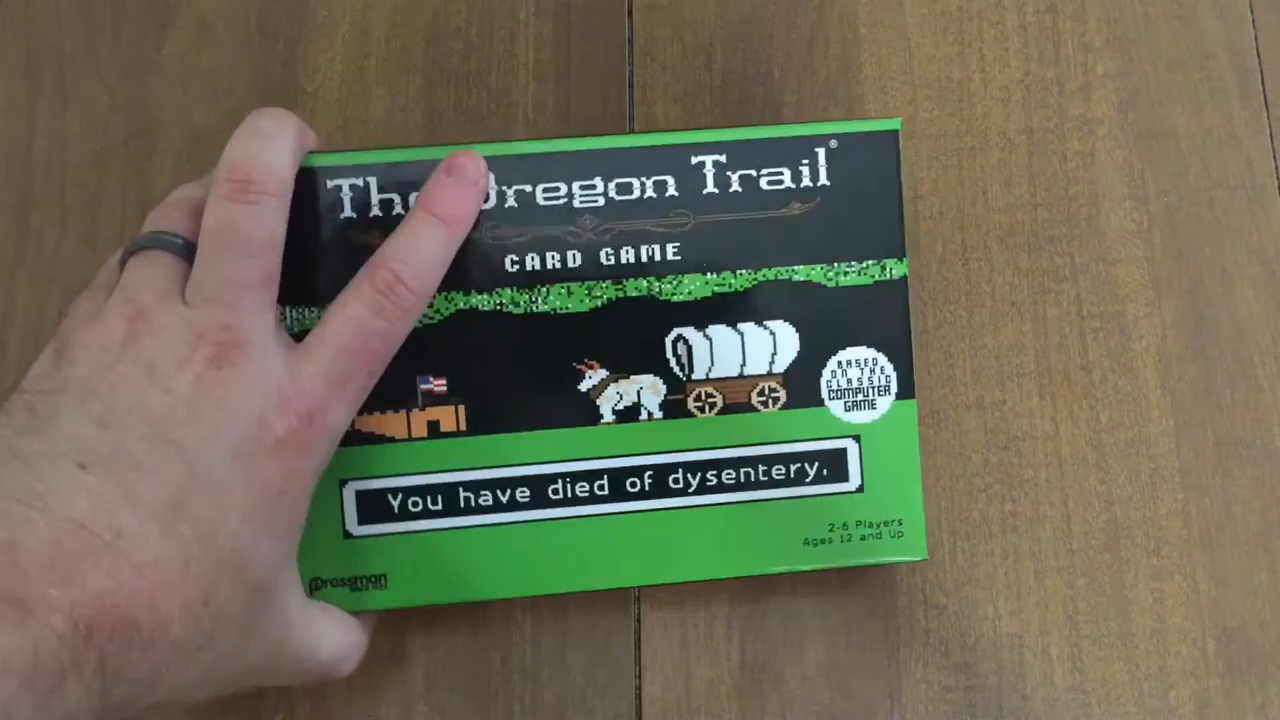 The Oregon Trail®
CARD GAME
BASED
ON THE
CLASSIC
COMPUTER
GAME
You have died of dysentery.
2-6 Players
Ages 12 and Up
Pressman